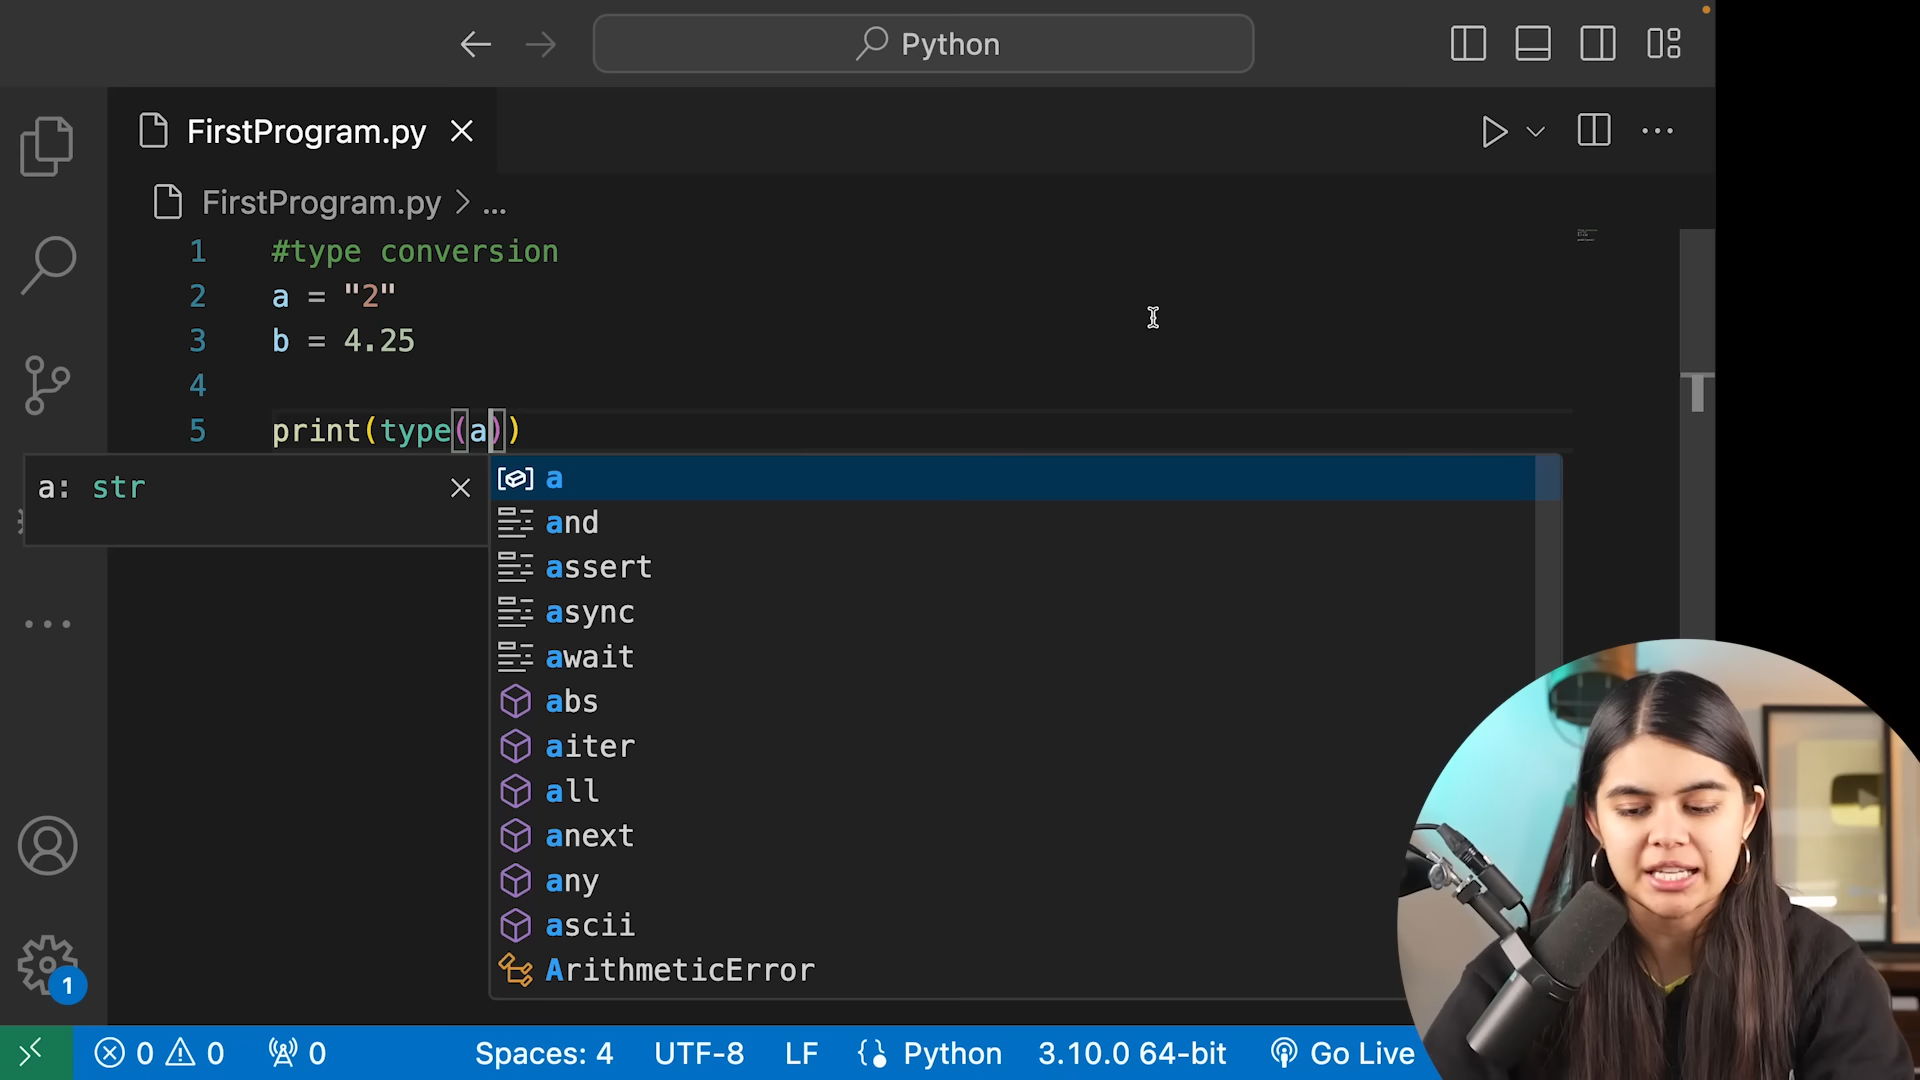 Python
FirstProgram.py
FirstProgram.py > ...
1 #type conversion
2 a = "2"
3 b = 4.25
4
5 print(type(a))
a: str
a
and
assert
async
await
abs
aiter
all
anext
any
ascii
ArithmeticError
1
0 0 0 Spaces: 4 UTF-8 LF Python 3.10.0 64-bit Go Live